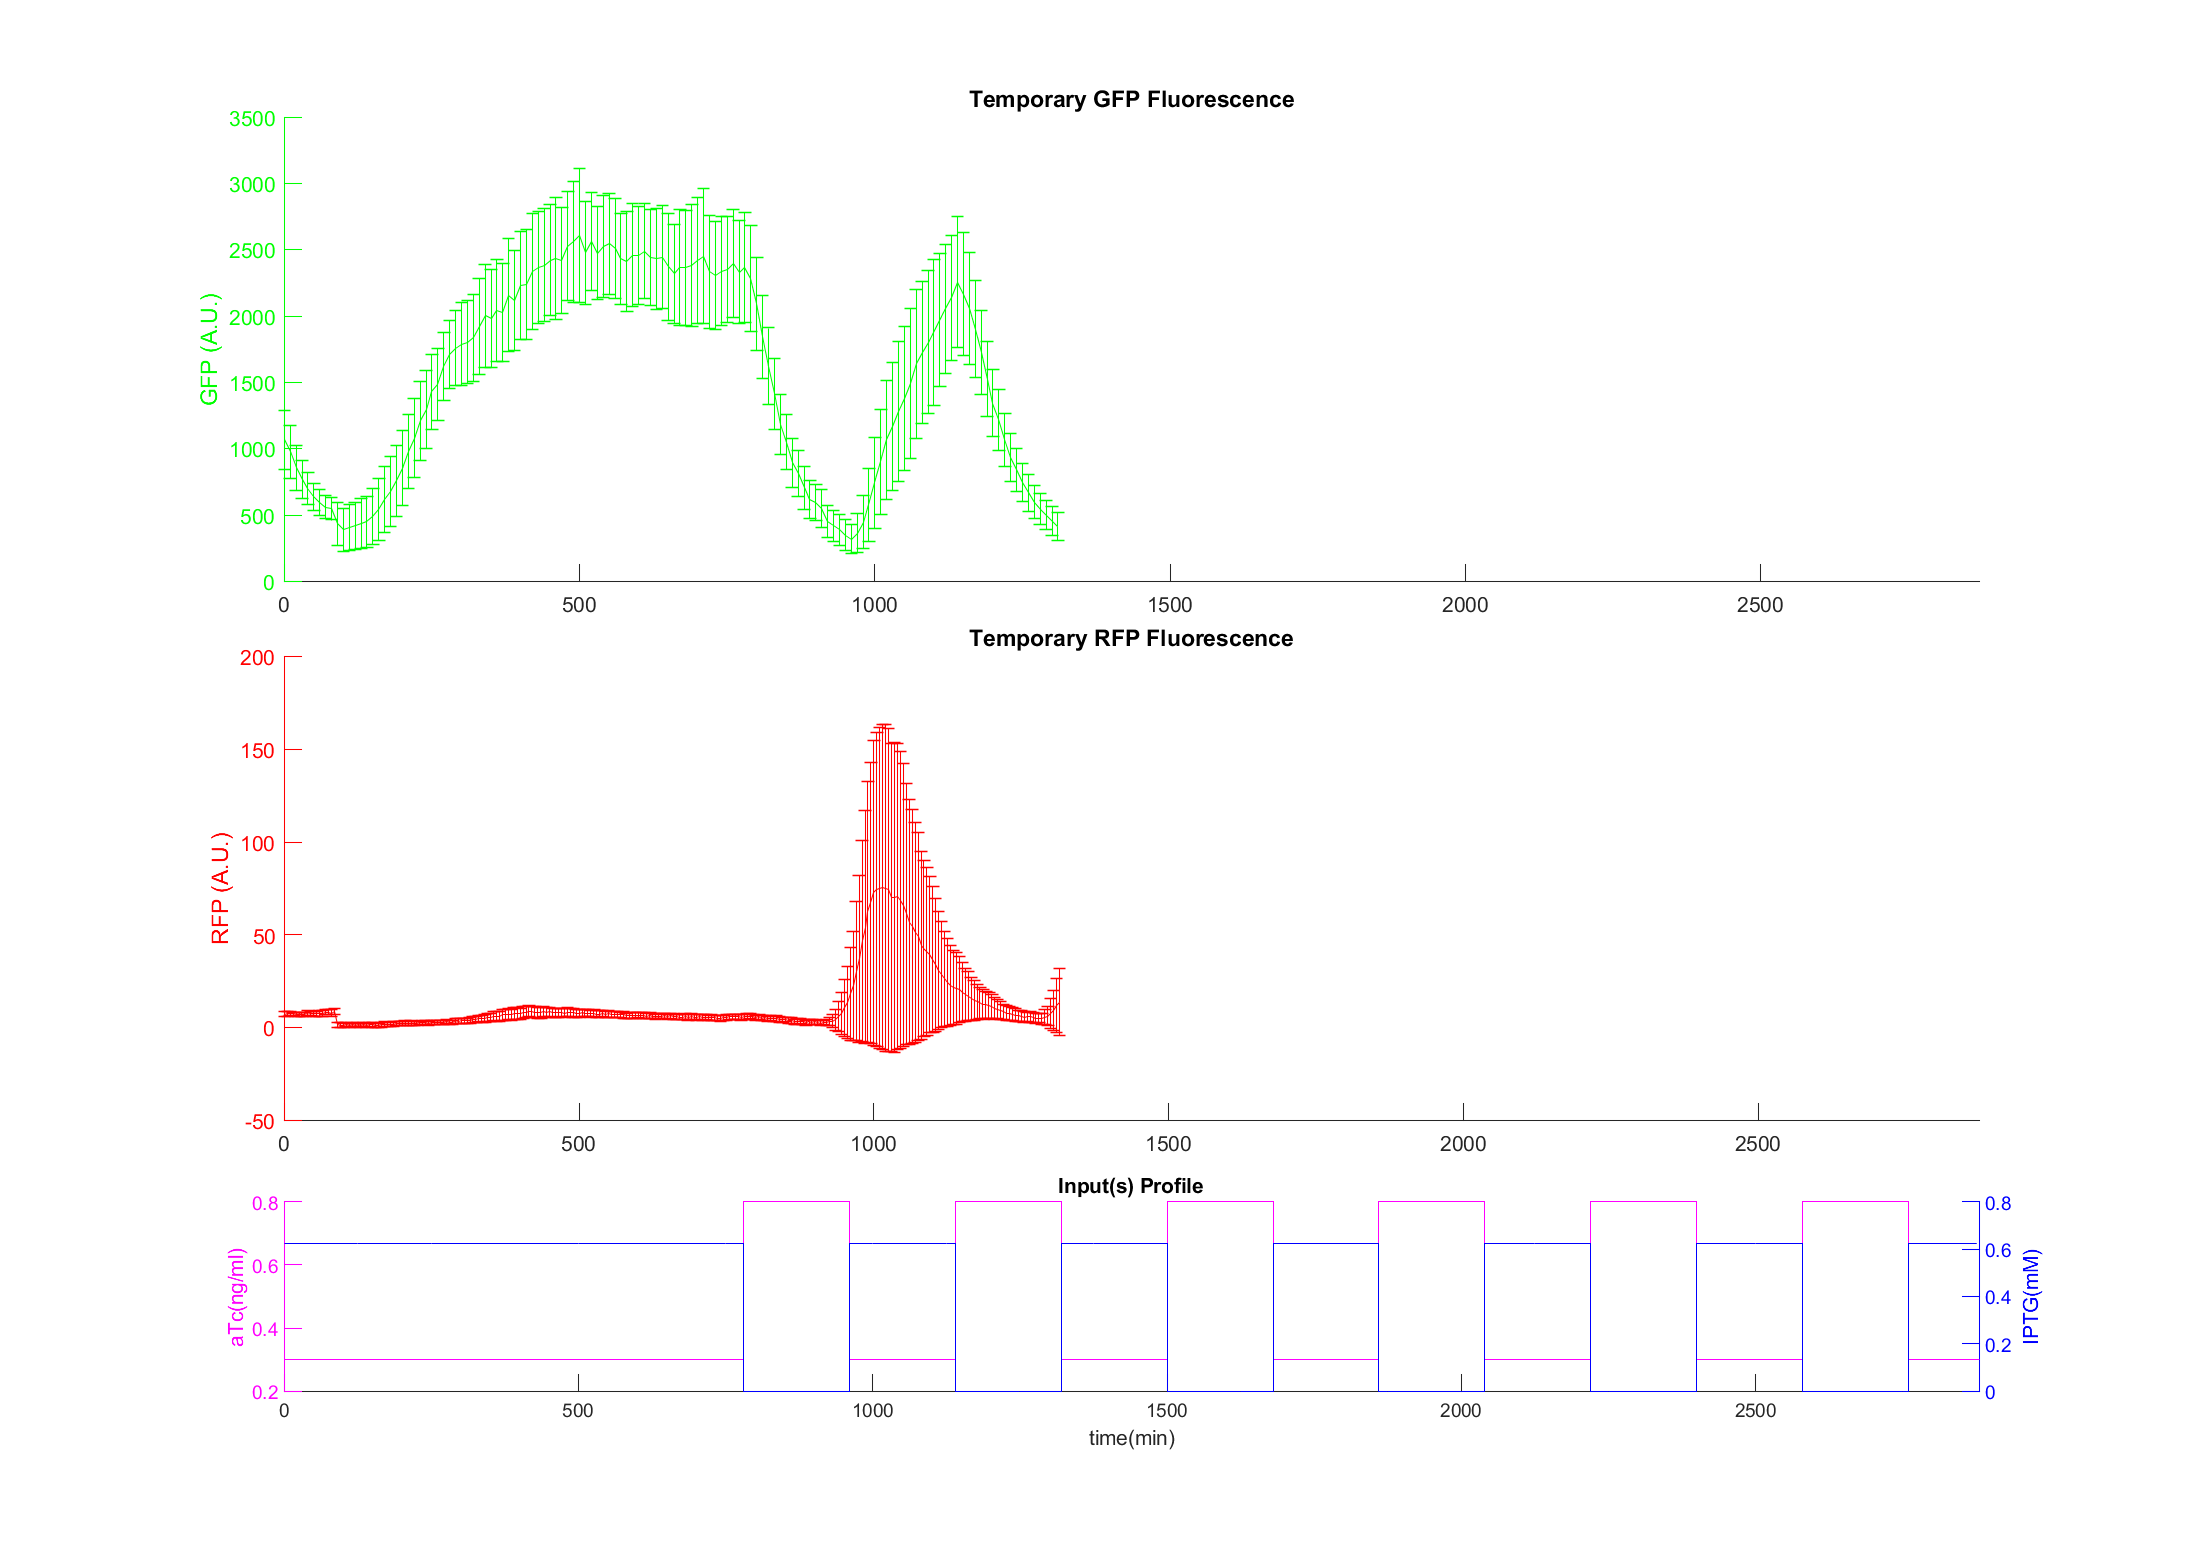 Temporary GFP Fluorescence
GFP (A.U.)
3500
3000
2500
2000
1500
1000
500
0
0 500 1000 1500 2000 2500
Temporary RFP Fluorescence
RFP (A.U.)
200
150
100
50
0
-50
0 500 1000 1500 2000 2500
Input(s) Profile
aTc(ng/ml)
0.8
0.6
0.4
0.2
0.8
0.6
0.4
0.2
0
IPTG(mM)
0 500 1000 1500 2000 2500
time(min)